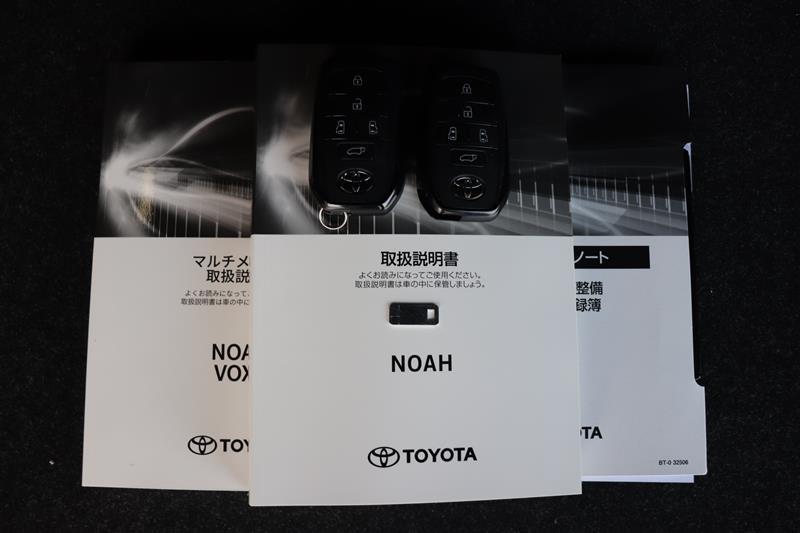 マルチメ
取扱説
よくお読みになってご
取扱説明書は車の中に
NOA
VOX
TOY
取扱説明書
よくお読みになってご使用ください。
取扱説明書は車の中に保管しましょう。
NOAH
TOYOTA
ノート
整備
録簿
TA
BT-0 32506